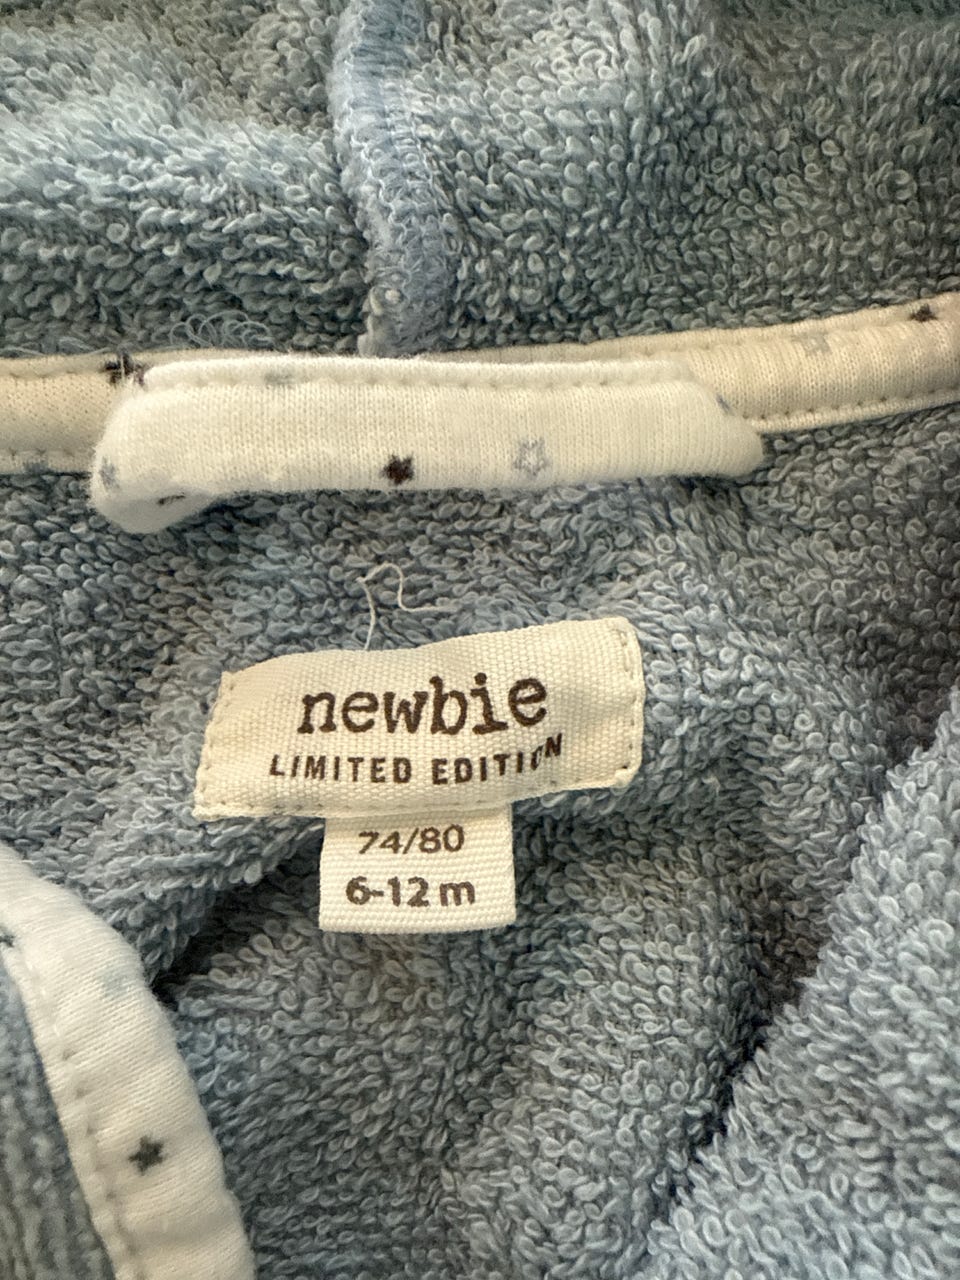 newbie
LIMITED EDITION
74/80
6-12 m